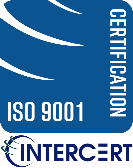 CERTIFICATION
ISO 9001
INTERCERT